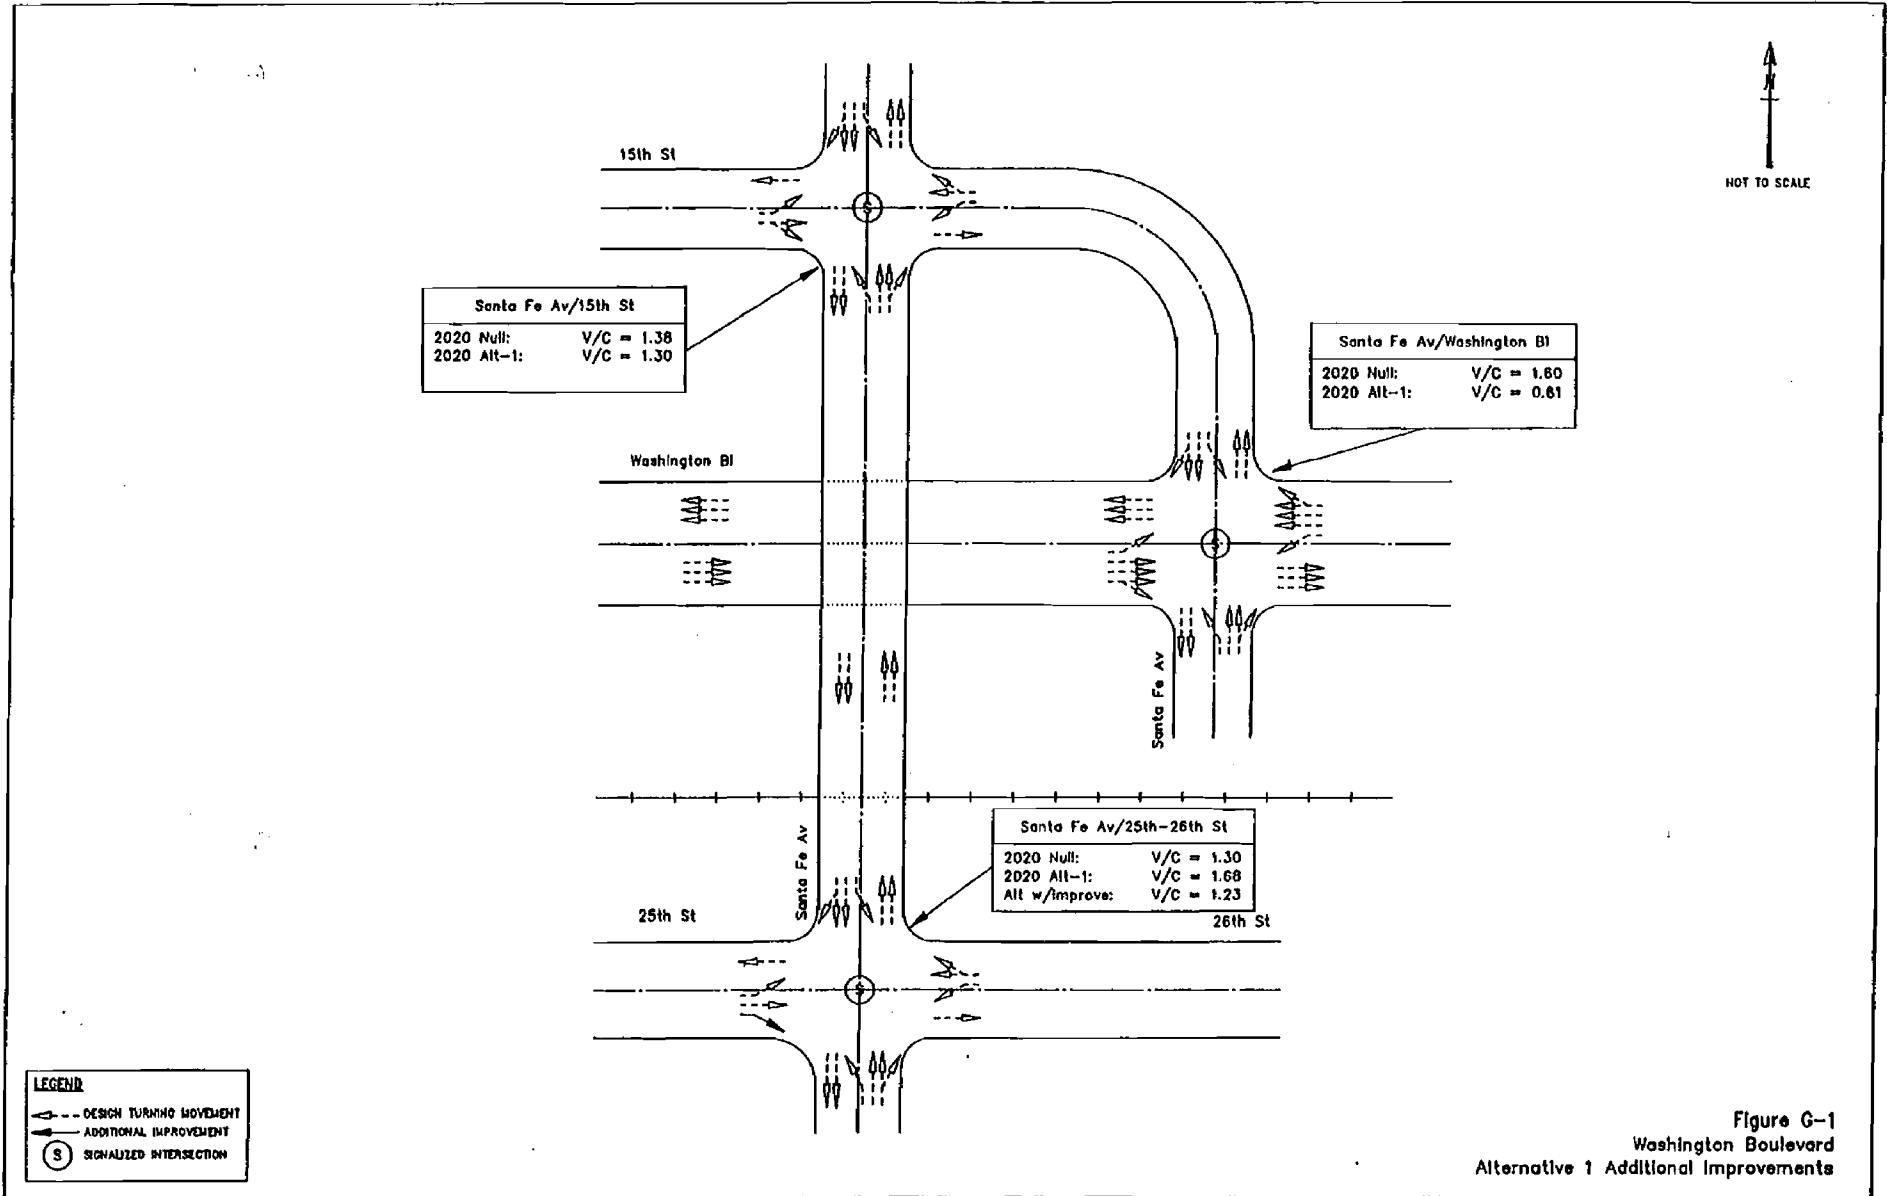 N
NOT TO SCALE
15th St
S
Santa Fe Av/15th St
2020 Null: V/C = 1.38
2020 Alt-1: V/C = 1.30
Santa Fe Av/Washington Bl
2020 Null: V/C = 1.60
2020 Alt-1: V/C = 0.61
Washington Bl
S
Santa Fe Av
Santa Fe Av
Santa Fe Av/25th-26th St
2020 Null: V/C = 1.30
2020 Alt-1: V/C = 1.68
Alt w/Improve: V/C = 1.23
25th St
26th St
S
LEGEND
DESIGN TURNING MOVEMENT
ADDITIONAL IMPROVEMENT
S SIGNALIZED INTERSECTION
Figure G-1
Washington Boulevard
Alternative 1 Additional Improvements